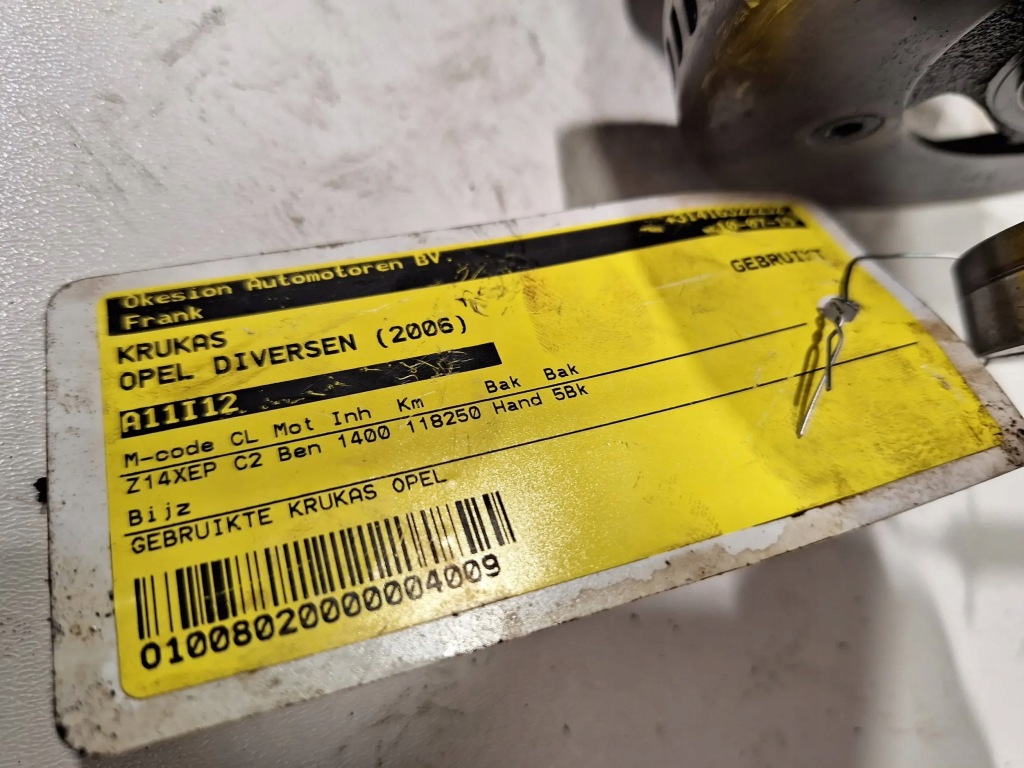 Okesion Automotoren BV.
Frank
GEBRUIKT
KRUKAS
OPEL DIVERSEN (2006)
A11I12
M-code CL Mot Inh Km Bak Bak
Z14XEP C2 Ben 1400 118250 Hand 5Bk
Bijz
GEBRUIKTE KRUKAS OPEL
01008020000004009